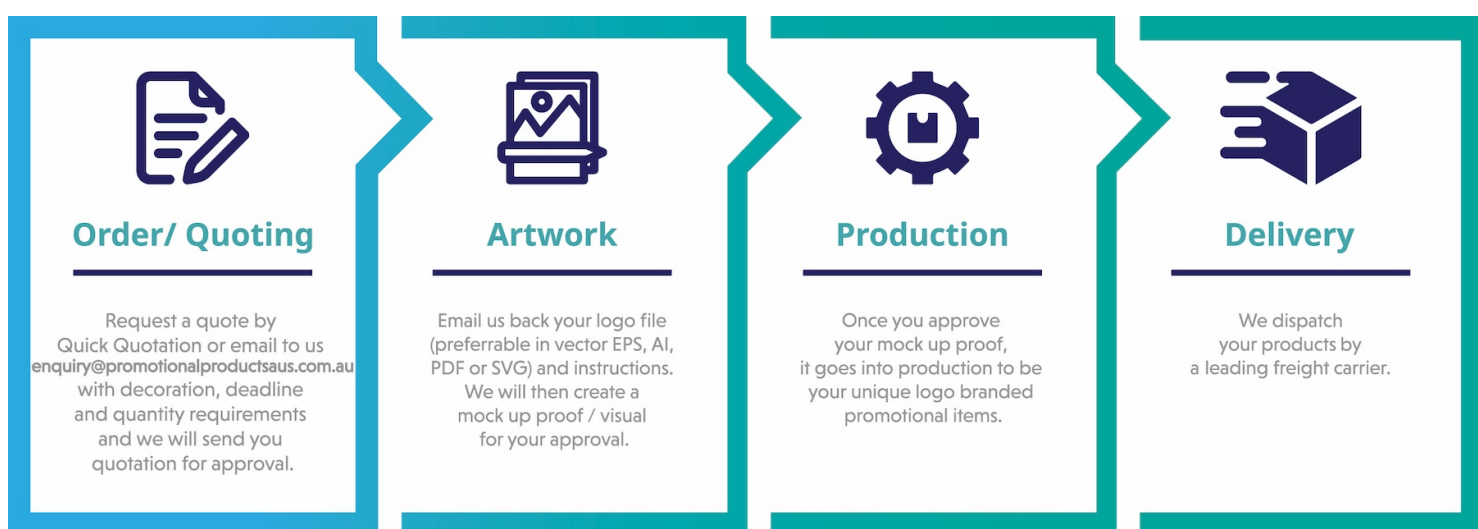 Order/ Quoting
Request a quote by
Quick Quotation or email to us
enquiry@promotionalproductsaus.com.au
with decoration, deadline
and quantity requirements
and we will send you
quotation for approval.
Artwork
Email us back your logo file
(preferrable in vector EPS, AI,
PDF or SVG) and instructions.
We will then create a
mock up proof / visual
for your approval.
Production
Once you approve
your mock up proof,
it goes into production to be
your unique logo branded
promotional items.
Delivery
We dispatch
your products by
a leading freight carrier.